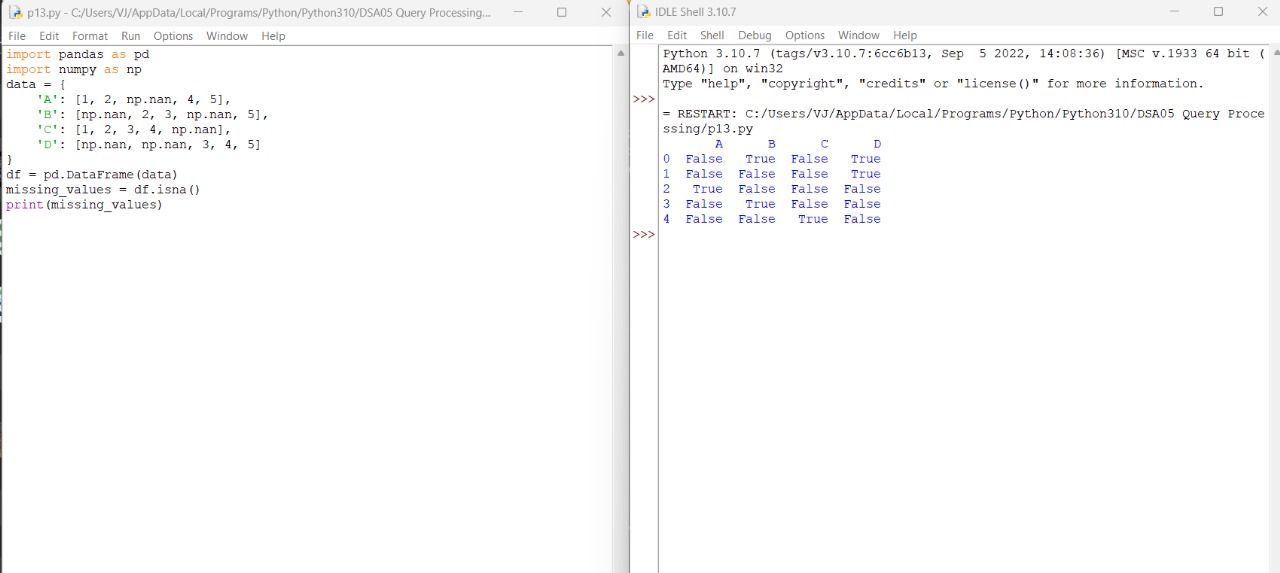 p13.py - C:/Users/VJ/AppData/Local/Programs/Python/Python310/DSA05 Query Processing...
File Edit Format Run Options Window Help
import pandas as pd
import numpy as np
data = {
    'A': [1, 2, np.nan, 4, 5],
    'B': [np.nan, 2, 3, np.nan, 5],
    'C': [1, 2, 3, 4, np.nan],
    'D': [np.nan, np.nan, 3, 4, 5]
}
df = pd.DataFrame(data)
missing_values = df.isna()
print(missing_values)
IDLE Shell 3.10.7
File Edit Shell Debug Options Window Help
Python 3.10.7 (tags/v3.10.7:6cc6b13, Sep  5 2022, 14:08:36) [MSC v.1933 64 bit (
AMD64)] on win32
Type "help", "copyright", "credits" or "license()" for more information.
>>>
= RESTART: C:/Users/VJ/AppData/Local/Programs/Python/Python310/DSA05 Query Proce
ssing/p13.py
       A      B      C      D
0  False   True  False   True
1  False  False  False   True
2   True  False  False  False
3  False   True  False  False
4  False  False   True  False
>>>